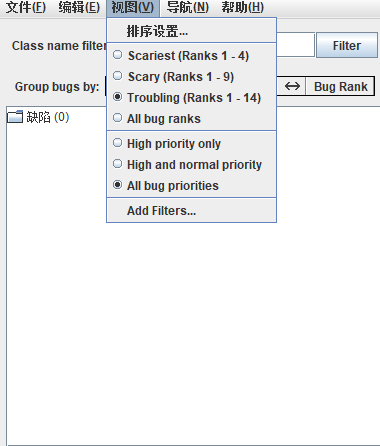 文件(F) 编辑(E) 视图(V) 导航(N) 帮助(H)
排序设置...
Class name filter
Filter
Scariest (Ranks 1 - 4)
Scary (Ranks 1 - 9)
Group bugs by:
Troubling (Ranks 1 - 14)
Bug Rank
All bug ranks
缺陷 (0)
High priority only
High and normal priority
All bug priorities
Add Filters...